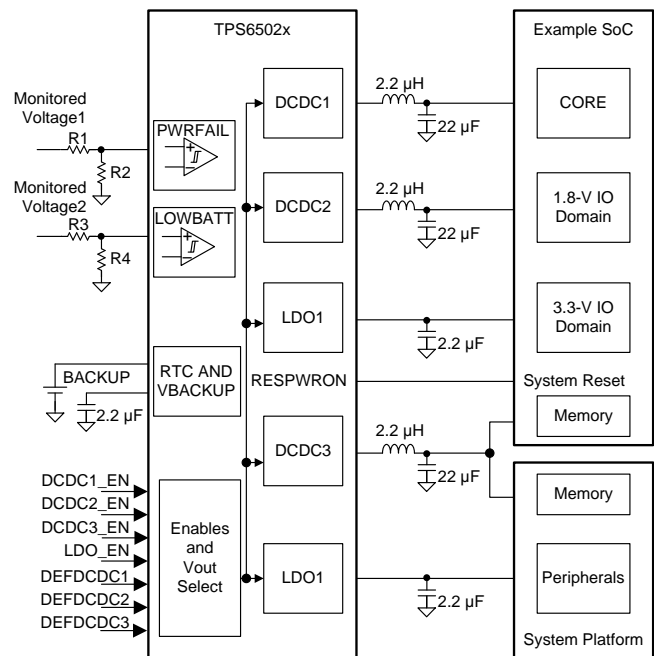 TPS6502x
Example SoC
Monitored
Voltage1
R1
R2
PWRFAIL
+
–
DCDC1
2.2 µH
22 µF
CORE
Monitored
Voltage2
R3
R4
LOWBATT
+
–
DCDC2
2.2 µH
22 µF
1.8-V IO
Domain
LDO1
2.2 µF
3.3-V IO
Domain
BACKUP
2.2 µF
RTC AND
VBACKUP
RESPWRON
System Reset
Memory
DCDC3
2.2 µH
22 µF
Memory
DCDC1_EN
DCDC2_EN
DCDC3_EN
LDO_EN
DEFDCDC1
DEFDCDC2
DEFDCDC3
Enables
and
Vout
Select
LDO1
2.2 µF
Peripherals
System Platform